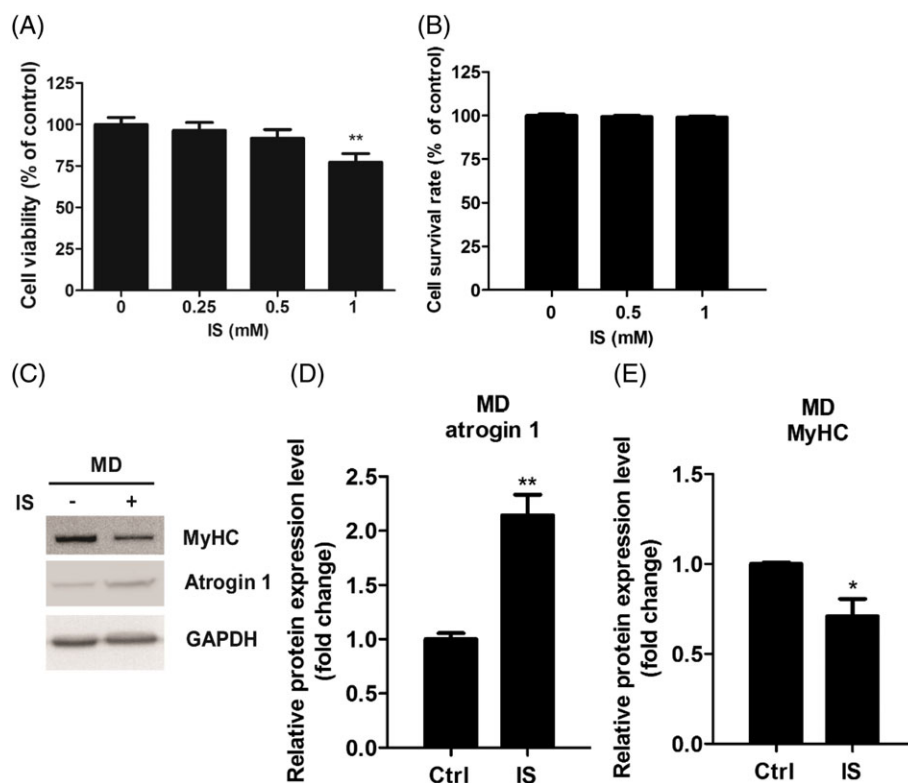 (A)
Cell viability (% of control)
125
100
75
50
25
0
**
0 0.25 0.5 1
IS (mM)
(B)
Cell survival rate (% of control)
125
100
75
50
25
0
0 0.5 1
IS (mM)
(C)
MD
IS - +
MyHC
Atrogin 1
GAPDH
(D)
MD
atrogin 1
Relative protein expression level
(fold change)
2.5
2.0
1.5
1.0
0.5
0.0
**
Ctrl IS
(E)
MD
MyHC
Relative protein expression level
(fold change)
1.5
1.0
0.5
0.0
*
Ctrl IS